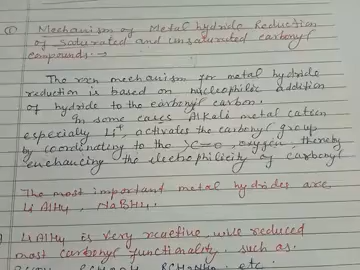 ① Mechanism of Metal hydride Reduction
of saturated and unsaturated carbonyl
compounds :→
The rxn mechanism for metal hydride
reduction is based on nucleophilic addition
of hydride to the carbonyl carbon.
In some cases Alkali metal cation
especialy Li⁺, activates the carbonyl group
by coordinating to the >C=O, oxygen, thereby
enchancing the electrophilicity of carbonyl
The most important metal hydrides are
LiAlH4, NaBH4.
LiAlH4 is very reactive will reduced
most carbonyl functionality, such as.
etc.